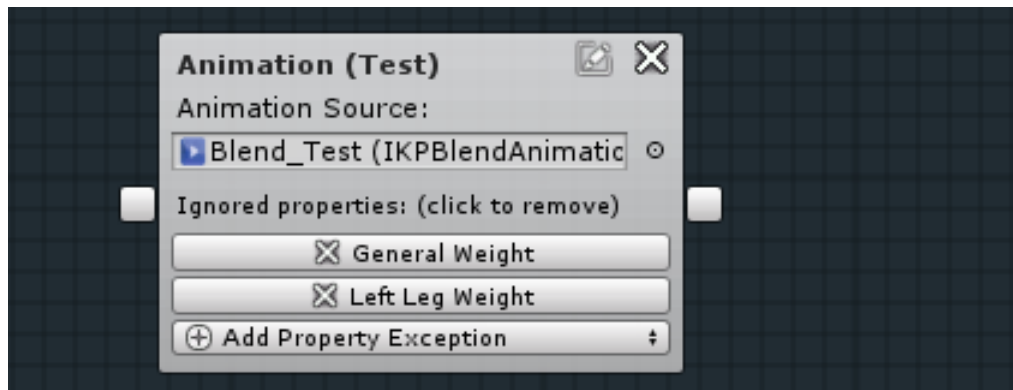 Animation (Test)
Animation Source:
Blend_Test (IKPBlendAnimatic
Ignored properties: (click to remove)
General Weight
Left Leg Weight
Add Property Exception